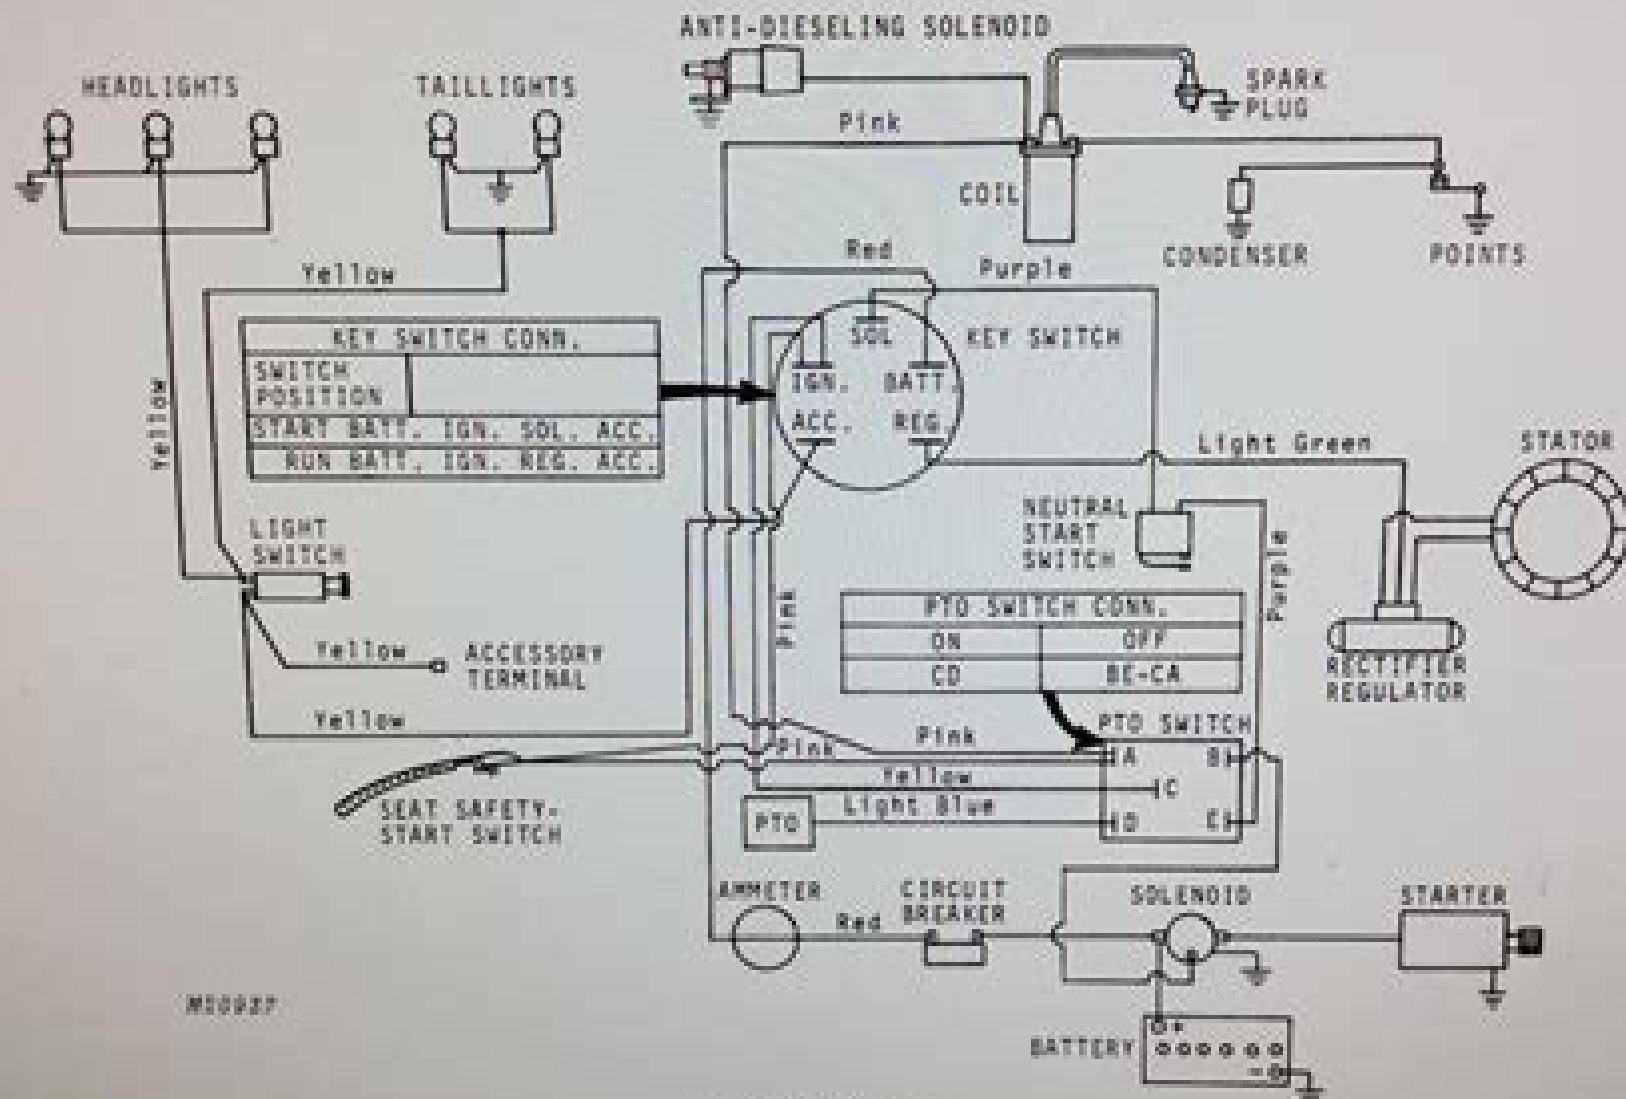 ANTI-DIESELING SOLENOID
HEADLIGHTS
TAILLIGHTS
SPARK
PLUG
Pink
COIL
CONDENSER
POINTS
Red
Purple
Yellow
KEY SWITCH CONN.
SWITCH
POSITION
START BATT. IGN. SOL. ACC.
RUN BATT. IGN. REG. ACC.
SOL
KEY SWITCH
IGN. BATT.
ACC. REG.
Yellow
Light Green
STATOR
NEUTRAL
START
SWITCH
LIGHT
SWITCH
Purple
Pink
PTO SWITCH CONN.
ON OFF
CD BE-CA
Yellow
ACCESSORY
TERMINAL
RECTIFIER
REGULATOR
Yellow
PTO SWITCH
Pink
Pink
A B
Yellow
C
Light Blue
PTO
D E
SEAT SAFETY-
START SWITCH
AMMETER
CIRCUIT
BREAKER
SOLENOID
STARTER
Red
M10937
BATTERY
+
-